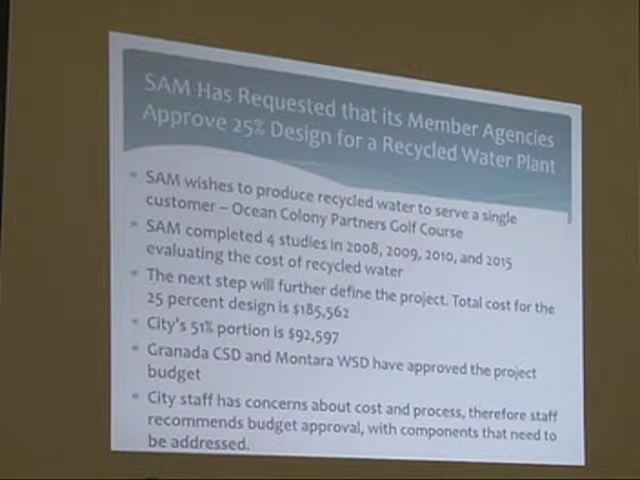 SAM Has Requested that its Member Agencies
Approve 25% Design for a Recycled Water Plant
* SAM wishes to produce recycled water to serve a single
customer – Ocean Colony Partners Golf Course
* SAM completed 4 studies in 2008, 2009, 2010, and 2015
evaluating the cost of recycled water
* The next step will further define the project. Total cost for the
25 percent design is $185,562
* City's 51% portion is $92,597
* Granada CSD and Montara WSD have approved the project
budget
* City staff has concerns about cost and process, therefore staff
recommends budget approval, with components that need to
be addressed.